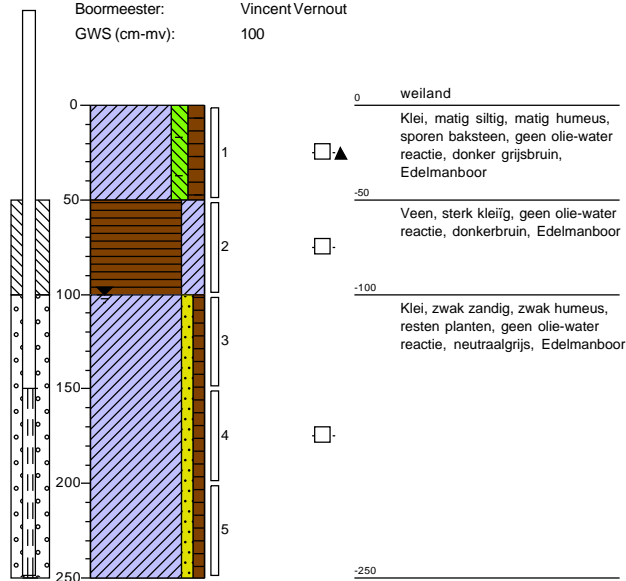 Boormeester: Vincent Vernout
GWS (cm-mv): 100
0
50
100
150
200
250
1
2
3
4
5
0 weiland
Klei, matig siltig, matig humeus,
sporen baksteen, geen olie-water
reactie, donker grijsbruin,
Edelmanboor
-50
Veen, sterk kleiïg, geen olie-water
reactie, donkerbruin, Edelmanboor
-100
Klei, zwak zandig, zwak humeus,
resten planten, geen olie-water
reactie, neutraalgrijs, Edelmanboor
-250